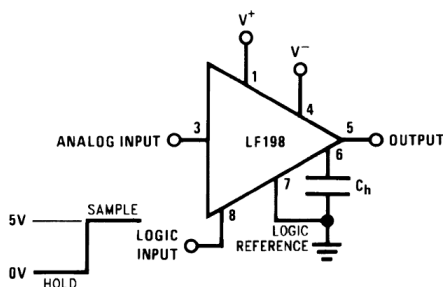 V+
V−
1
4
3
5
6
7
8
ANALOG INPUT
LF198
OUTPUT
Ch
5V
SAMPLE
LOGIC
INPUT
LOGIC
REFERENCE
0V
HOLD